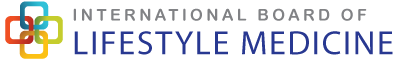 INTERNATIONAL BOARD OF
LIFESTYLE MEDICINE